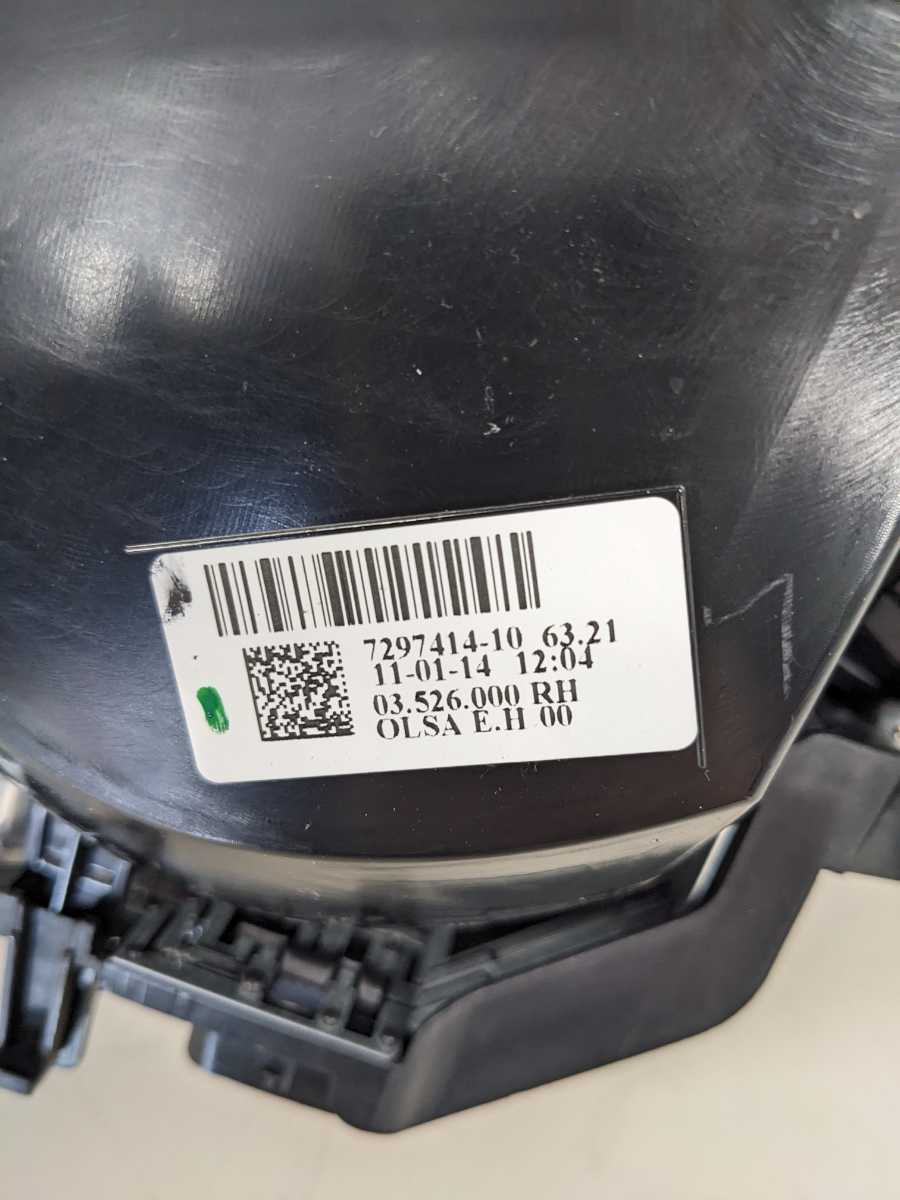 7297414-10 63.21
11-01-14 12:04
03.526.000 RH
OLSA E.H 00